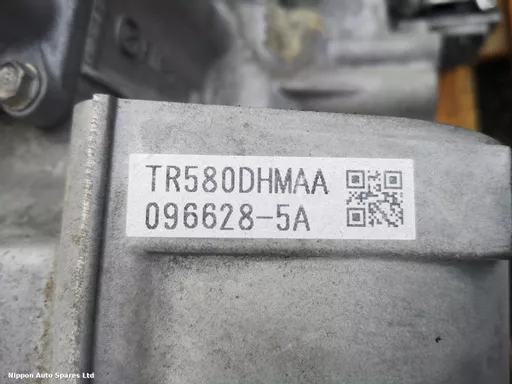 TR580DHMAA
096628-5A
Nippon Auto Spares Ltd